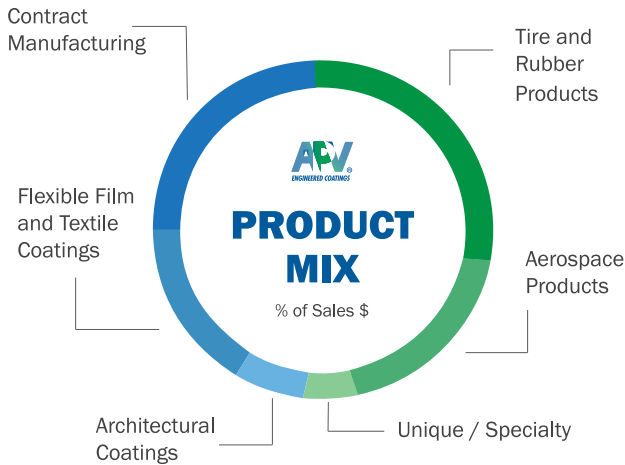 Contract
Manufacturing
Tire and
Rubber
Products
APV®
ENGINEERED COATINGS
PRODUCT
MIX
% of Sales $
Flexible Film
and Textile
Coatings
Aerospace
Products
Architectural
Coatings
Unique / Specialty